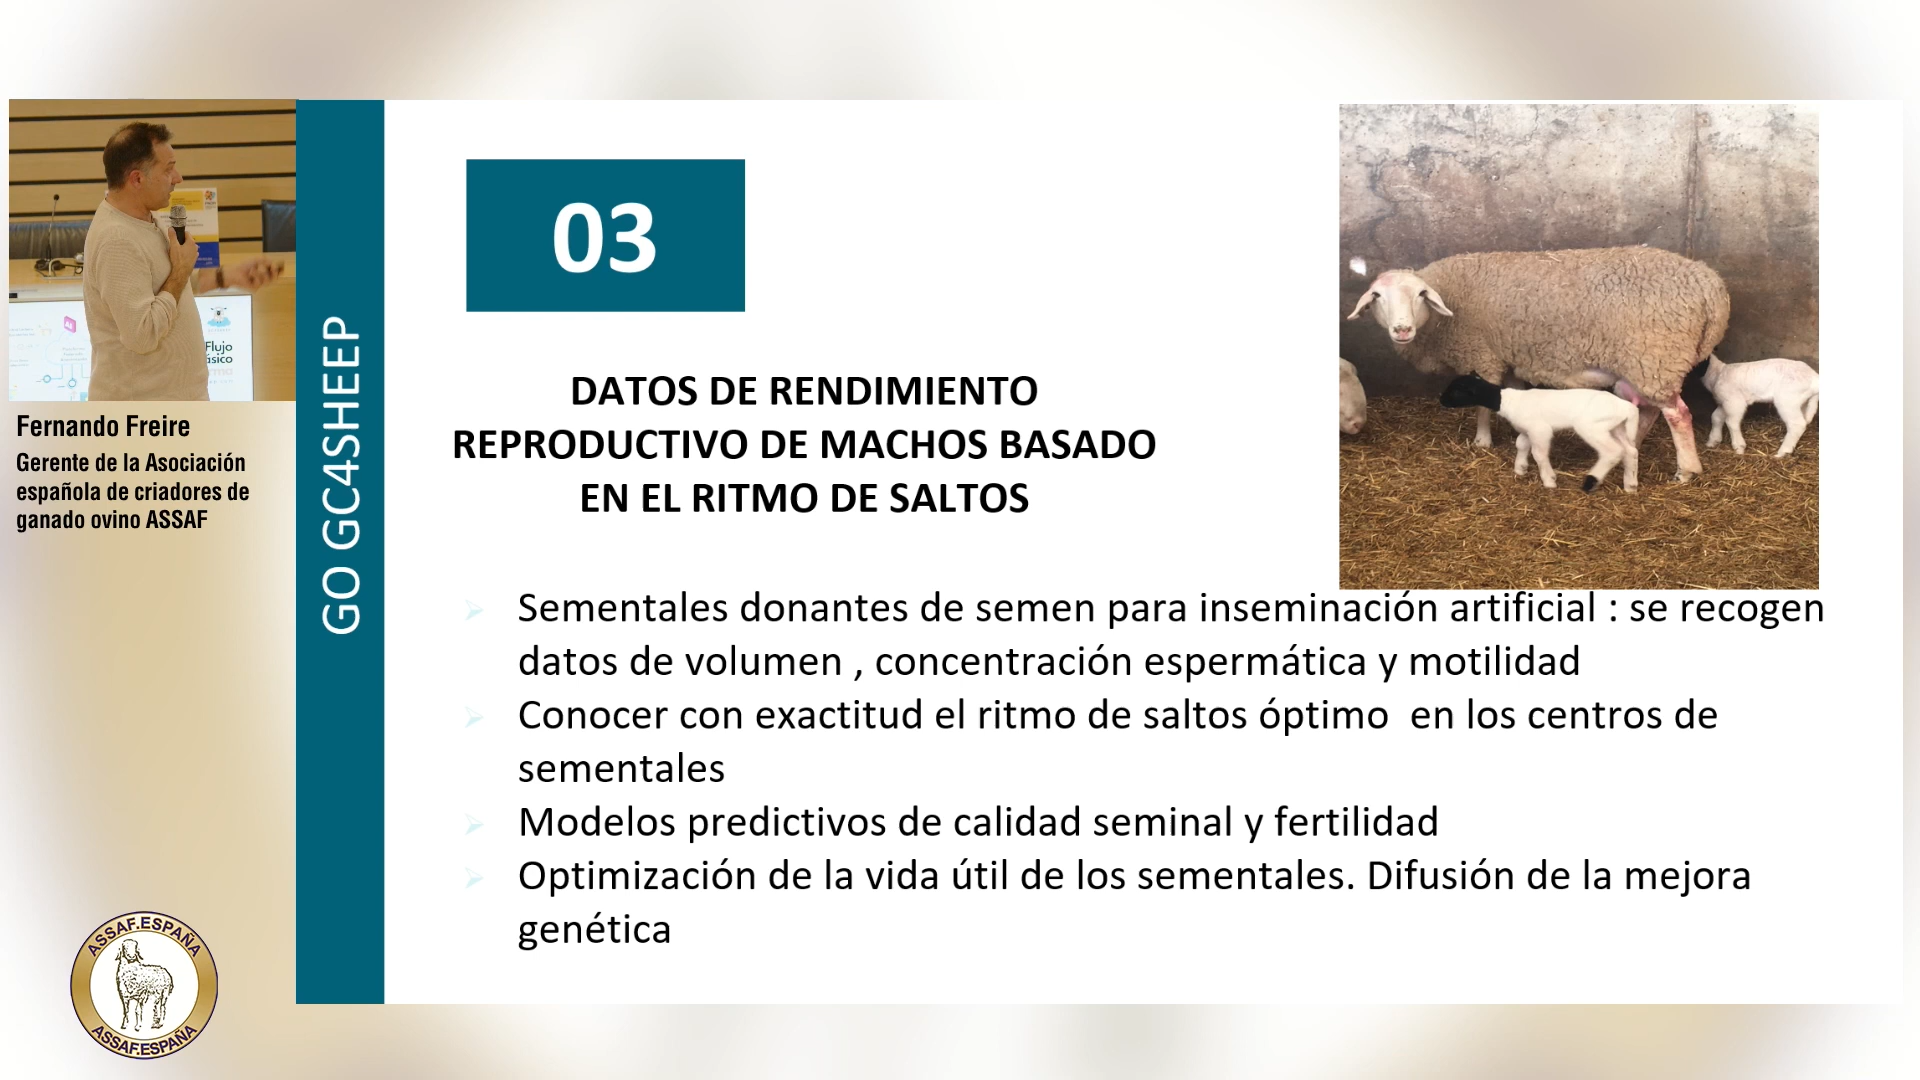 03
DATOS DE RENDIMIENTO
REPRODUCTIVO DE MACHOS BASADO
EN EL RITMO DE SALTOS
Sementales donantes de semen para inseminación artificial : se recogen
datos de volumen , concentración espermática y motilidad
Conocer con exactitud el ritmo de saltos óptimo en los centros de
sementales
Modelos predictivos de calidad seminal y fertilidad
Optimización de la vida útil de los sementales. Difusión de la mejora
genética
GO GC4SHEEP
Flujo
Fernando Freire
Gerente de la Asociación
española de criadores de
ganado ovino ASSAF
ASSAF.ESPAÑA
ASSAF.ESPAÑA